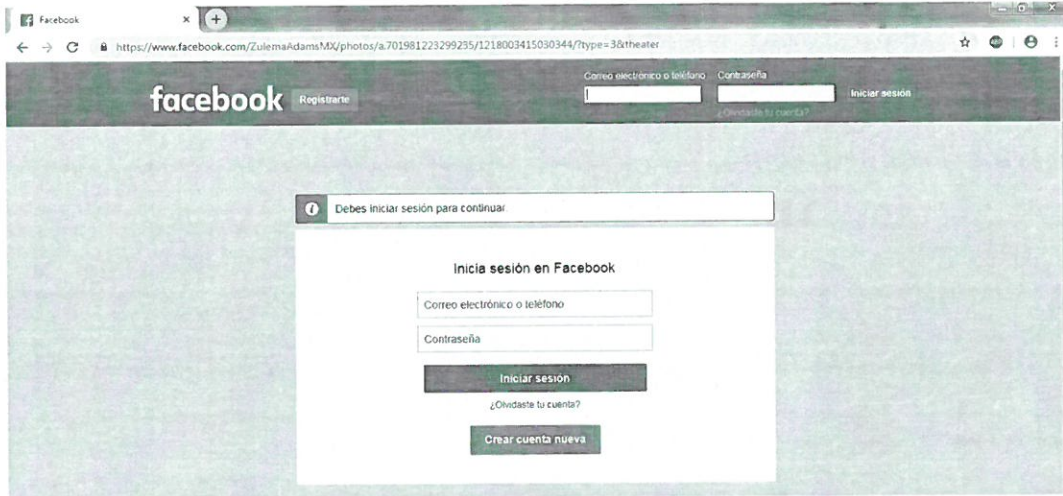 Facebook
https://www.facebook.com/ZulemaAdamsMX/photos/a.701981223299235/1218003415030344/?type=3&theater
facebook
Registrarte
Correo electrónico o teléfono
Contraseña
Iniciar sesión
¿Olvidaste tu cuenta?
Debes iniciar sesión para continuar.
Inicia sesión en Facebook
Correo electrónico o teléfono
Contraseña
Iniciar sesión
¿Olvidaste tu cuenta?
Crear cuenta nueva